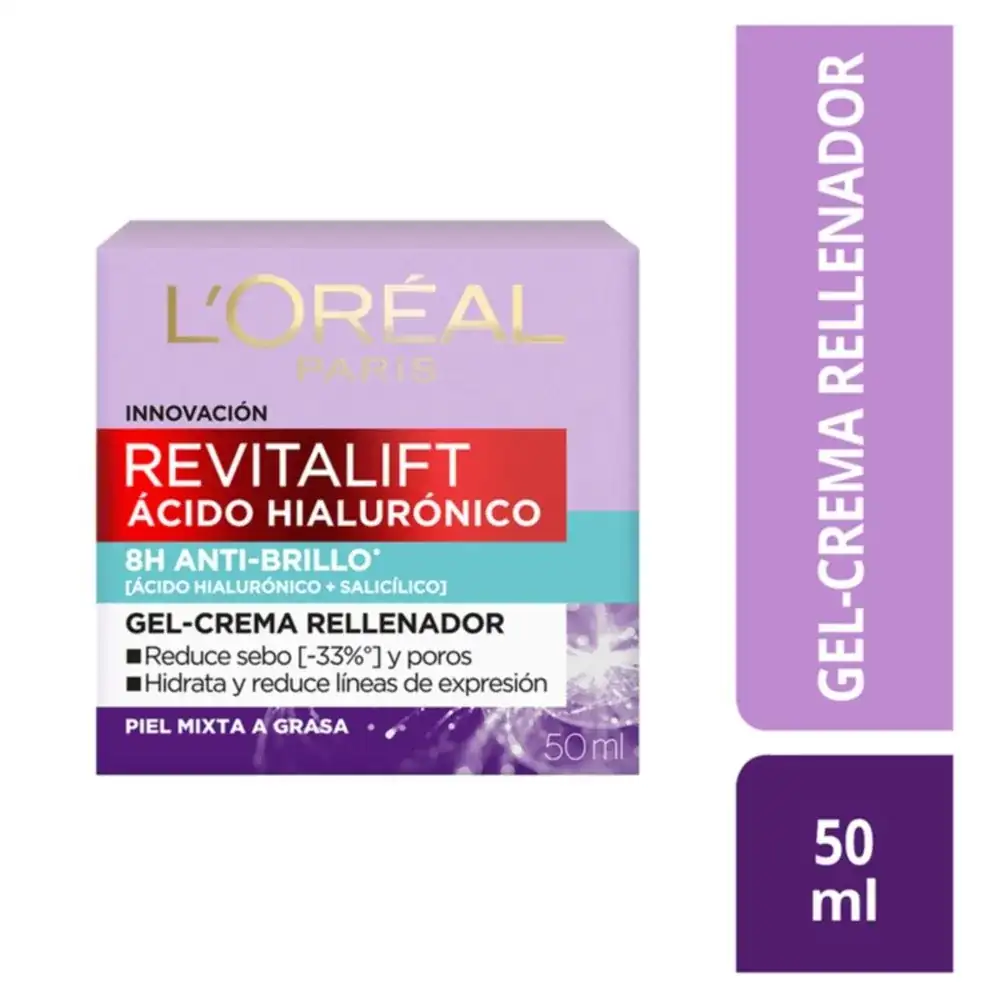 L'ORÉAL
PARIS
INNOVACIÓN
REVITALIFT
ÁCIDO HIALURÓNICO
8H ANTI-BRILLO*
[ÁCIDO HIALURÓNICO + SALICÍLICO]
GEL-CREMA RELLENADOR
■Reduce sebo [-33%°] y poros
■Hidrata y reduce líneas de expresión
PIEL MIXTA A GRASA
50 ml
GEL-CREMA RELLENADOR
50
ml